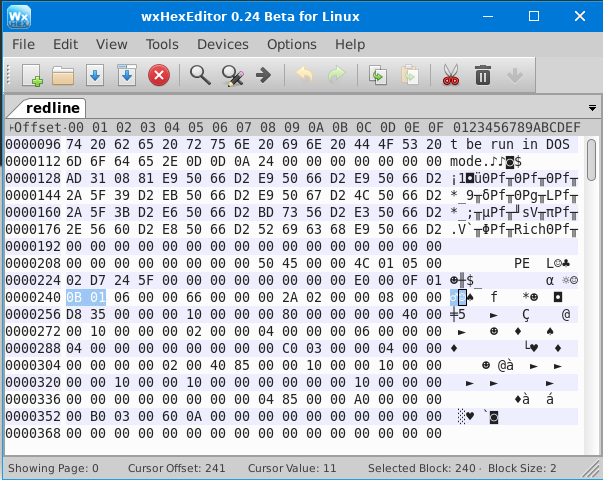 wxHexEditor 0.24 Beta for Linux
File Edit View Tools Devices Options Help
redline
Offset 00 01 02 03 04 05 06 07 08 09 0A 0B 0C 0D 0E 0F 0123456789ABCDEF
0000096 74 20 62 65 20 72 75 6E 20 69 6E 20 44 4F 53 20 t be run in DOS
0000112 6D 6F 64 65 2E 0D 0D 0A 24 00 00 00 00 00 00 00 mode.♪♪◙$
0000128 AD 31 08 81 E9 50 66 D2 E9 50 66 D2 E9 50 66 D2 ¡1◘üΘPf╥ΘPf╥ΘPf╥
0000144 2A 5F 39 D2 EB 50 66 D2 E9 50 67 D2 4C 50 66 D2 *_9╥δPf╥ΘPg╥LPf╥
0000160 2A 5F 3B D2 E6 50 66 D2 BD 73 56 D2 E3 50 66 D2 *_;╥µPf╥╜sV╥πPf╥
0000176 2E 56 60 D2 E8 50 66 D2 52 69 63 68 E9 50 66 D2 .V`╥ΦPf╥RichΘPf╥
0000192 00 00 00 00 00 00 00 00 00 00 00 00 00 00 00 00
0000208 00 00 00 00 00 00 00 00 50 45 00 00 4C 01 05 00 PE L☺♣
0000224 02 D7 24 5F 00 00 00 00 00 00 00 00 E0 00 0F 01 ☻╫$_ α ☼☺
0000240 0B 01 06 00 00 66 00 00 00 2A 02 00 00 08 00 00 ♂☺♠ f *☻ ◘
0000256 D8 35 00 00 00 10 00 00 00 80 00 00 00 00 40 00 ╪5 ► Ç @
0000272 00 10 00 00 00 02 00 00 04 00 00 00 06 00 00 00 ► ☻ ♦ ♠
0000288 04 00 00 00 00 00 00 00 00 C0 03 00 00 04 00 00 ♦ └♥ ♦
0000304 00 00 00 00 02 00 40 85 00 00 10 00 00 10 00 00 ☻ @à ► ►
0000320 00 00 10 00 00 10 00 00 00 00 00 00 10 00 00 00 ► ► ►
0000336 00 00 00 00 00 00 00 00 04 85 00 00 A0 00 00 00 ♦à á
0000352 00 B0 03 00 60 0A 00 00 00 00 00 00 00 00 00 00 ░♥ `◙
0000368 00 00 00 00 00 00 00 00 00 00 00 00 00 00 00 00
Showing Page: 0 Cursor Offset: 241 Cursor Value: 11 Selected Block: 240 - Block Size: 2